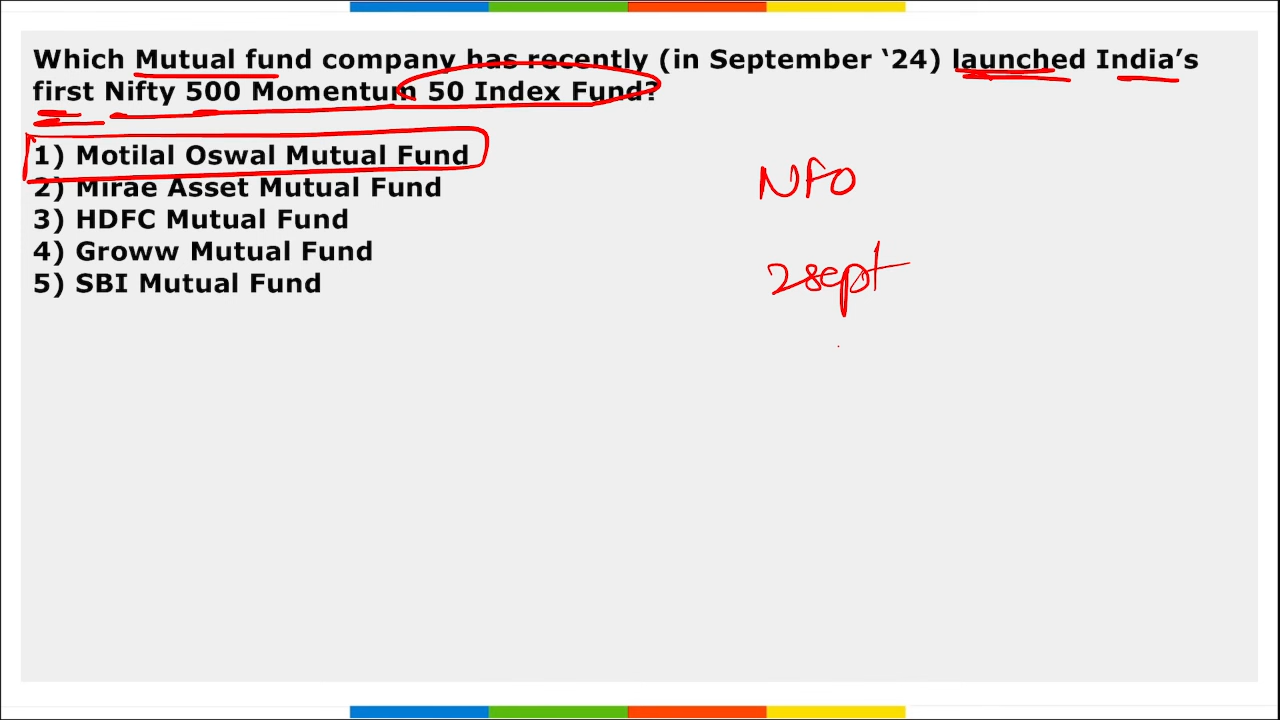 Which Mutual fund company has recently (in September ‘24) launched India’s
first Nifty 500 Momentum 50 Index Fund?
1) Motilal Oswal Mutual Fund
2) Mirae Asset Mutual Fund
3) HDFC Mutual Fund
4) Groww Mutual Fund
5) SBI Mutual Fund
NFO
2 sept